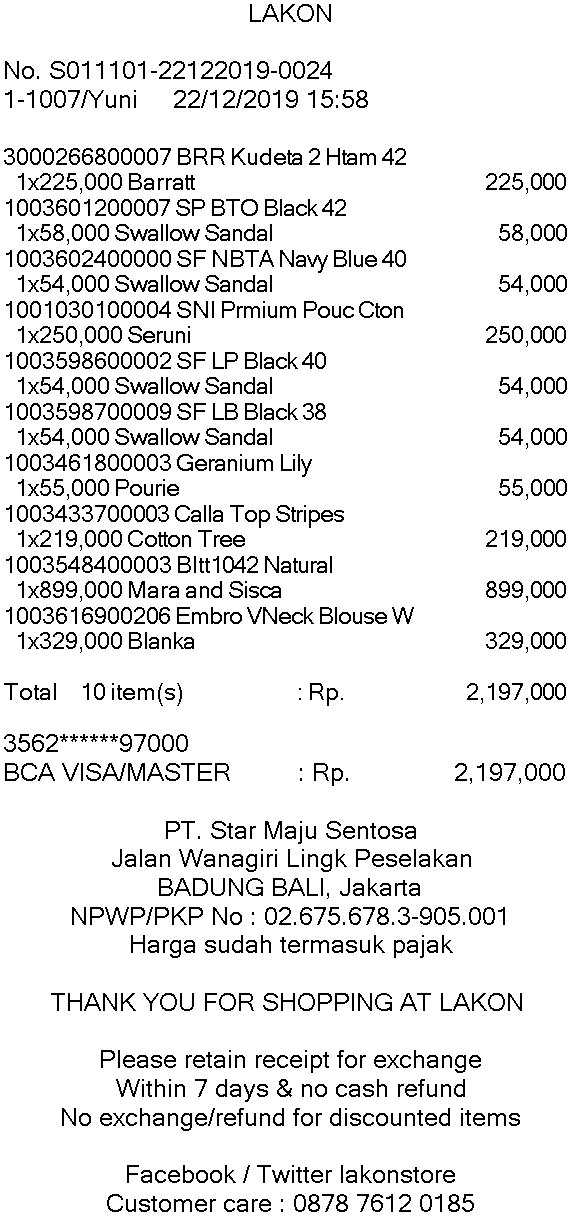 LAKON
No. S011101-22122019-0024
1-1007/Yuni 22/12/2019 15:58
3000266800007 BRR Kudeta 2 Htam 42
1x225,000 Barratt 225,000
1003601200007 SP BTO Black 42
1x58,000 Swallow Sandal 58,000
1003602400000 SF NBTA Navy Blue 40
1x54,000 Swallow Sandal 54,000
1001030100004 SNI Prmium Pouc Cton
1x250,000 Seruni 250,000
1003598600002 SF LP Black 40
1x54,000 Swallow Sandal 54,000
1003598700009 SF LB Black 38
1x54,000 Swallow Sandal 54,000
1003461800003 Geranium Lily
1x55,000 Pourie 55,000
1003433700003 Calla Top Stripes
1x219,000 Cotton Tree 219,000
1003548400003 Bltt1042 Natural
1x899,000 Mara and Sisca 899,000
1003616900206 Embro VNeck Blouse W
1x329,000 Blanka 329,000
Total 10 item(s) : Rp. 2,197,000
3562******97000
BCA VISA/MASTER : Rp. 2,197,000
PT. Star Maju Sentosa
Jalan Wanagiri Lingk Peselakan
BADUNG BALI, Jakarta
NPWP/PKP No : 02.675.678.3-905.001
Harga sudah termasuk pajak
THANK YOU FOR SHOPPING AT LAKON
Please retain receipt for exchange
Within 7 days & no cash refund
No exchange/refund for discounted items
Facebook / Twitter lakonstore
Customer care : 0878 7612 0185